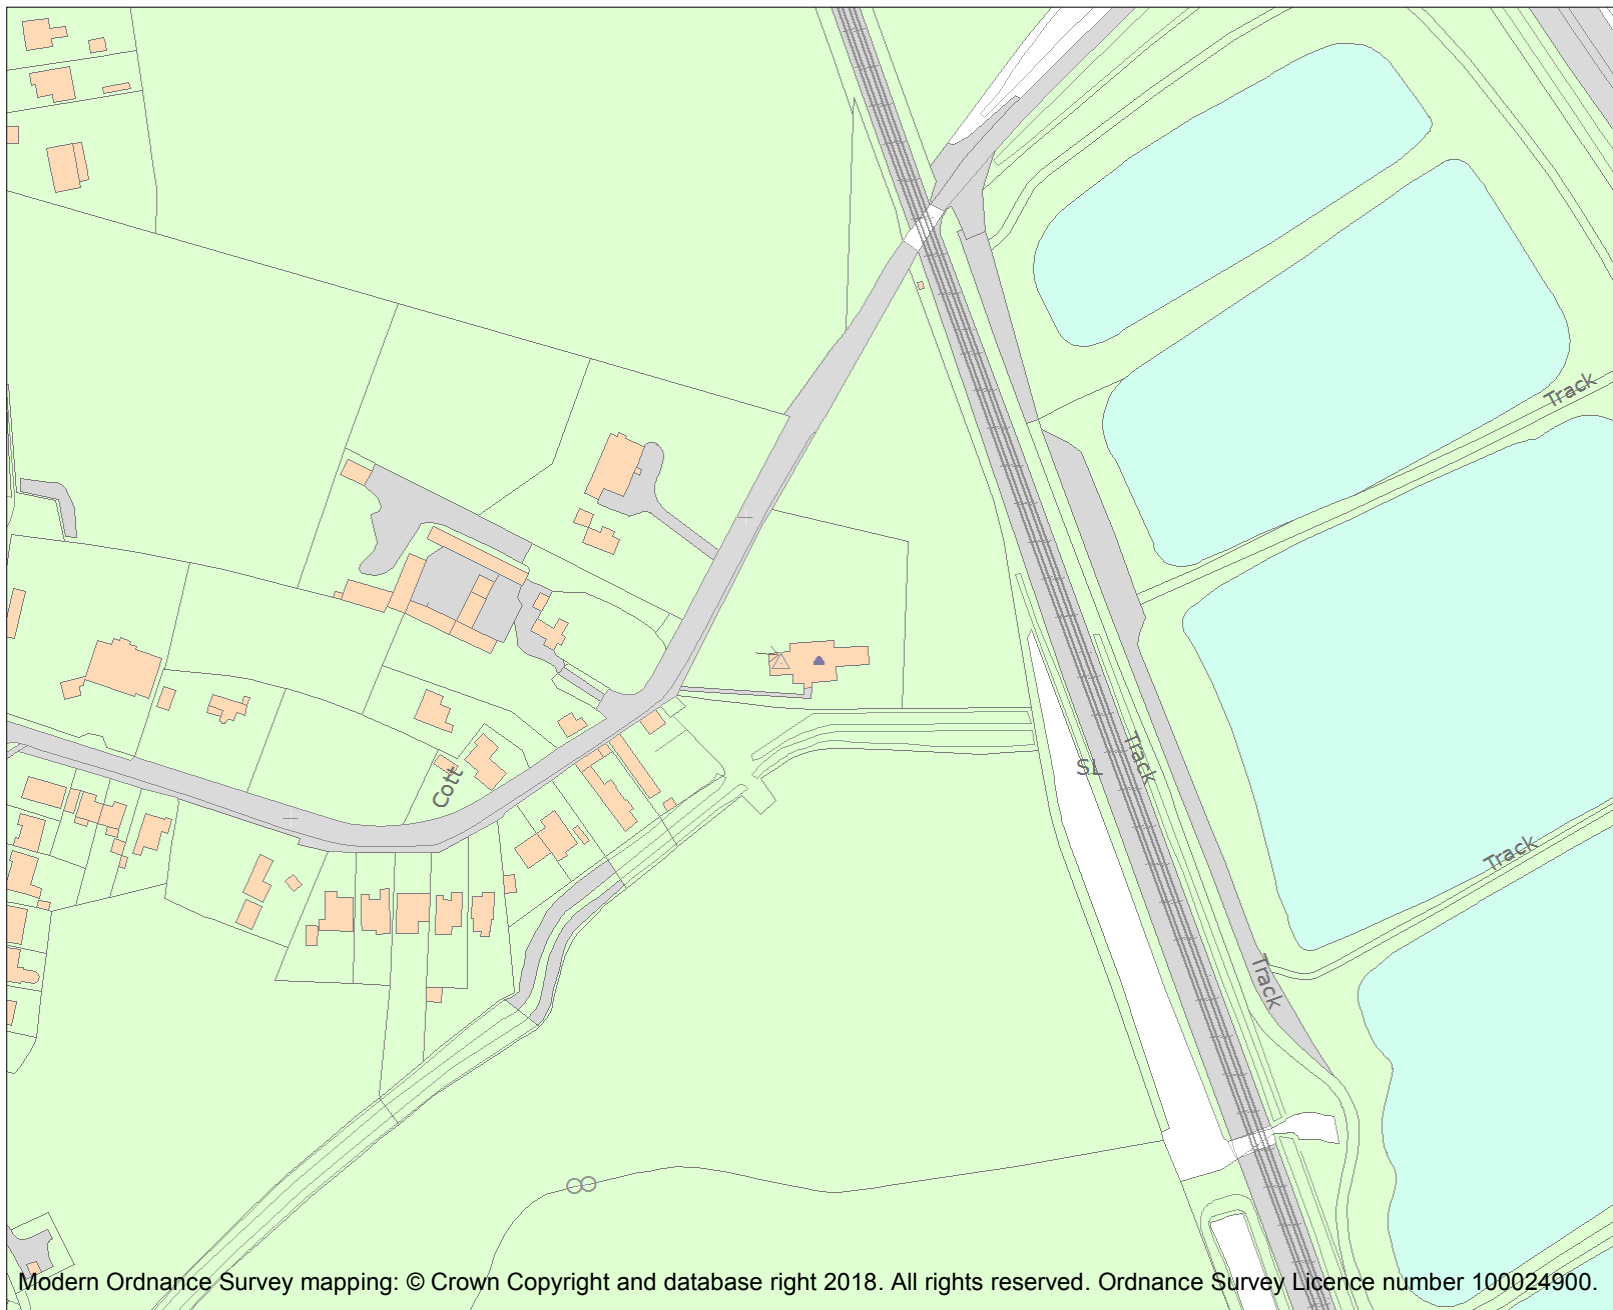 Track
Cott
SL
Track
Track
Track
Modern Ordnance Survey mapping: © Crown Copyright and database right 2018. All rights reserved. Ordnance Survey Licence number 100024900.